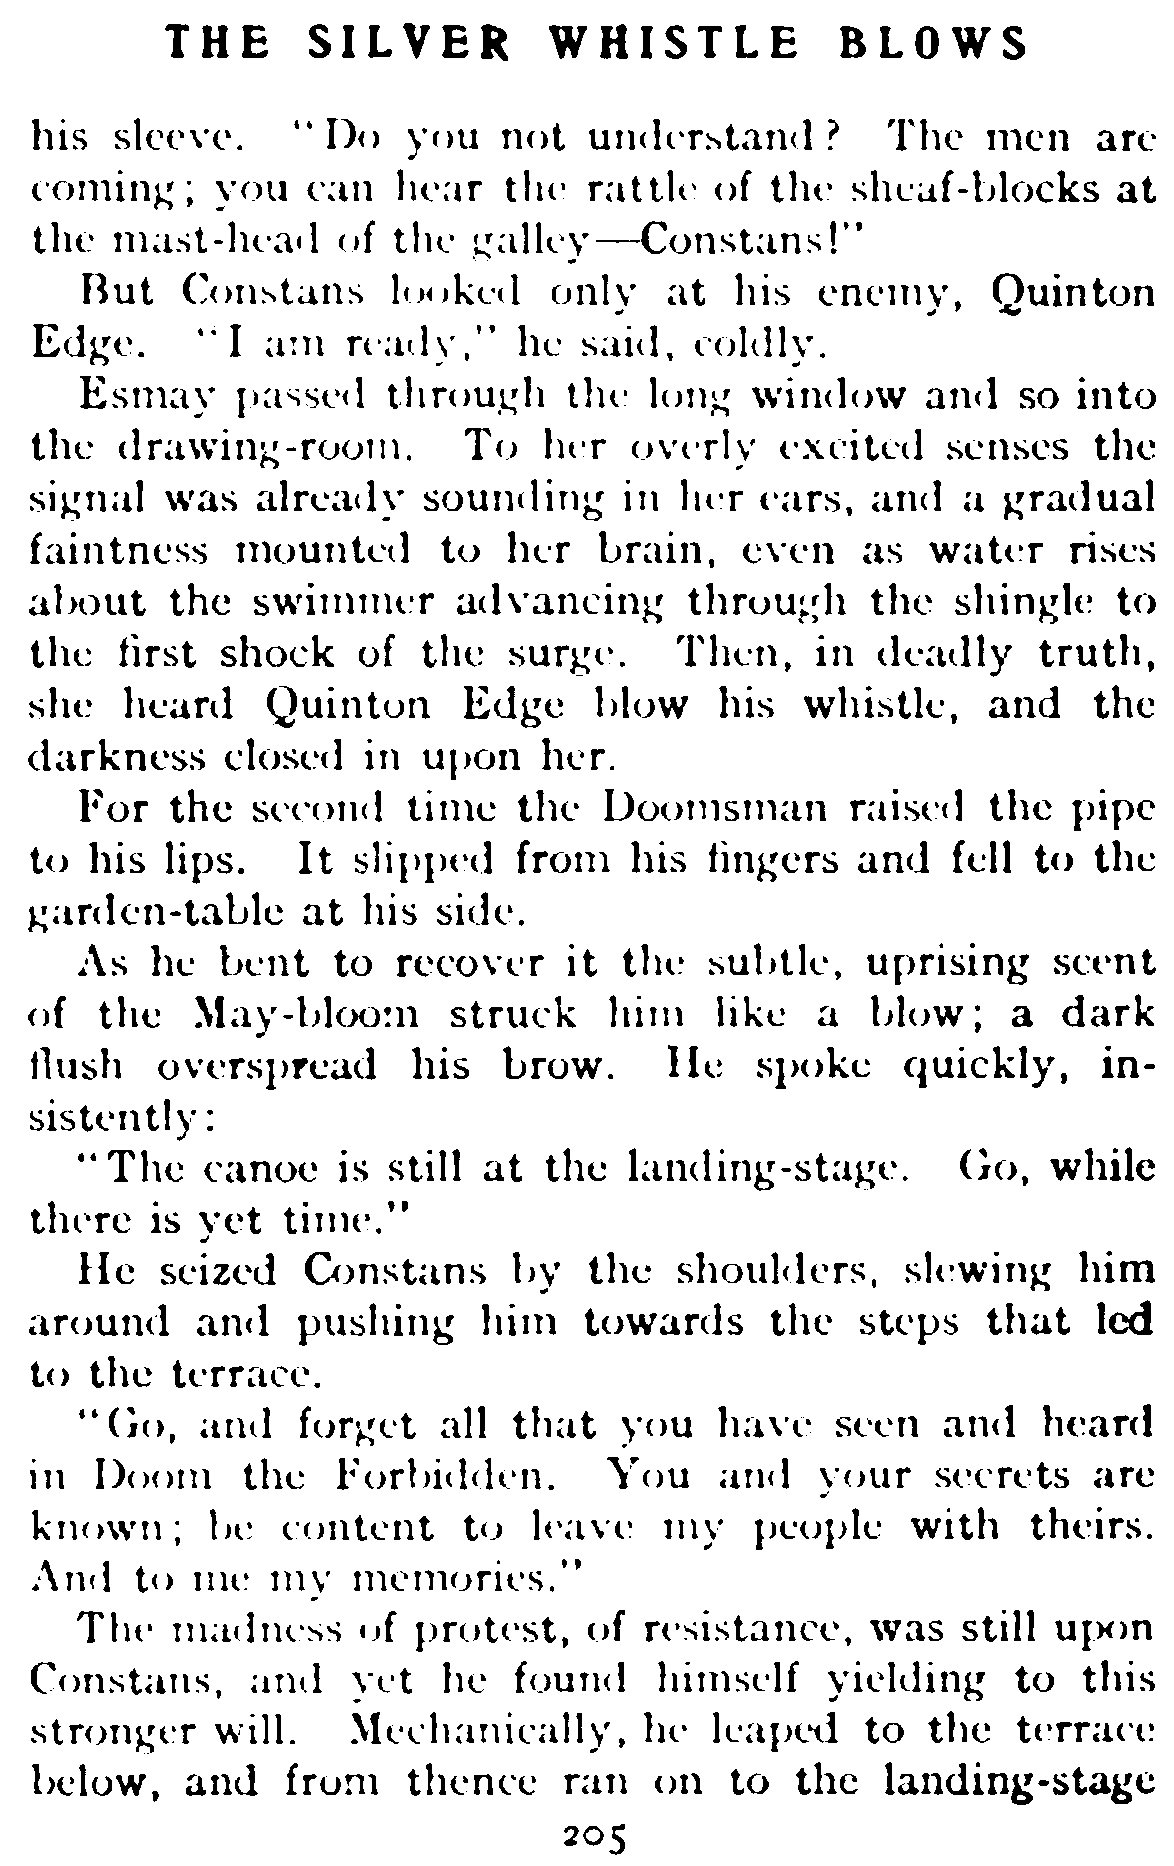 THE SILVER WHISTLE BLOWS
his sleeve. "Do you not understand? The men are
coming; you can hear the rattle of the sheaf-blocks at
the mast-head of the galley—Constans!"
But Constans looked only at his enemy, Quinton
Edge. "I am ready," he said, coldly.
Esmay passed through the long window and so into
the drawing-room. To her overly excited senses the
signal was already sounding in her ears, and a gradual
faintness mounted to her brain, even as water rises
about the swimmer advancing through the shingle to
the first shock of the surge. Then, in deadly truth,
she heard Quinton Edge blow his whistle, and the
darkness closed in upon her.
For the second time the Doomsman raised the pipe
to his lips. It slipped from his fingers and fell to the
garden-table at his side.
As he bent to recover it the subtle, uprising scent
of the May-bloom struck him like a blow; a dark
flush overspread his brow. He spoke quickly, in-
sistently:
"The canoe is still at the landing-stage. Go, while
there is yet time."
He seized Constans by the shoulders, slewing him
around and pushing him towards the steps that led
to the terrace.
"Go, and forget all that you have seen and heard
in Doom the Forbidden. You and your secrets are
known; be content to leave my people with theirs.
And to me my memories."
The madness of protest, of resistance, was still upon
Constans, and yet he found himself yielding to this
stronger will. Mechanically, he leaped to the terrace
below, and from thence ran on to the landing-stage
205